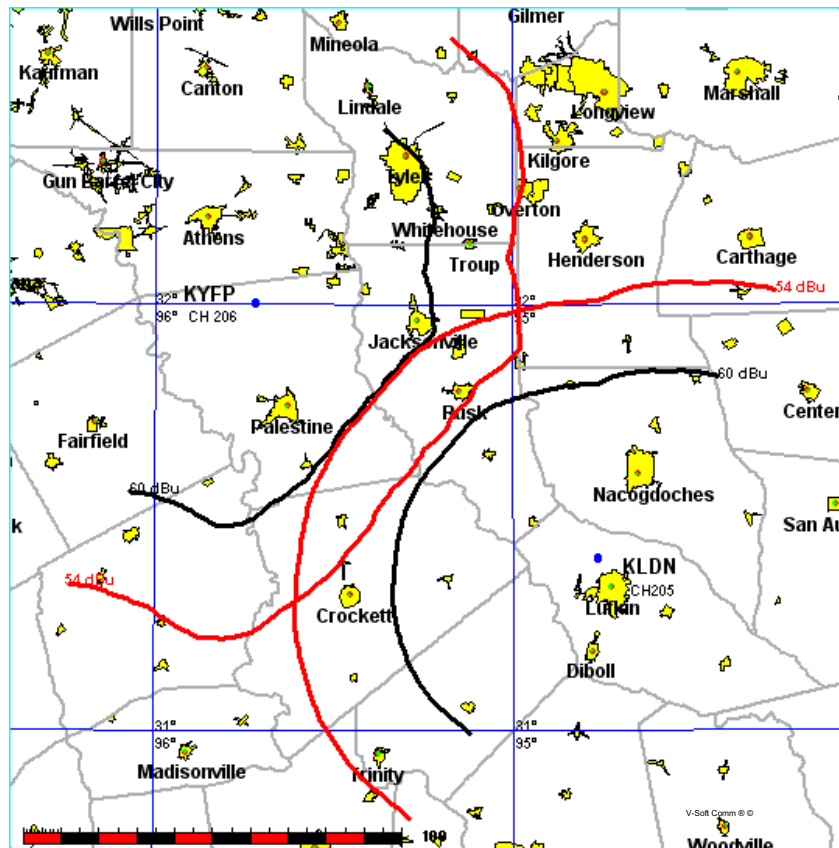 Wills Point
Mineola
Gilmer
Kaufman
Canton
Lindale
Longview
Marshall
Kilgore
Tyler
Gun Barrel City
Overton
Athens
Whitehouse
Henderson
Carthage
Troup
KYFP
CH 206
32°
96°
2°
95°
54 dBu
Jacksonville
60 dBu
Rusk
Center
Palestine
Fairfield
60 dBu
Nacogdoches
k
San Au
54 dBu
KLDN
CH205
Crockett
Lufkin
Diboll
31°
96°
31°
95°
Madisonville
Trinity
V-Soft Comm ® ©
100
Woodville